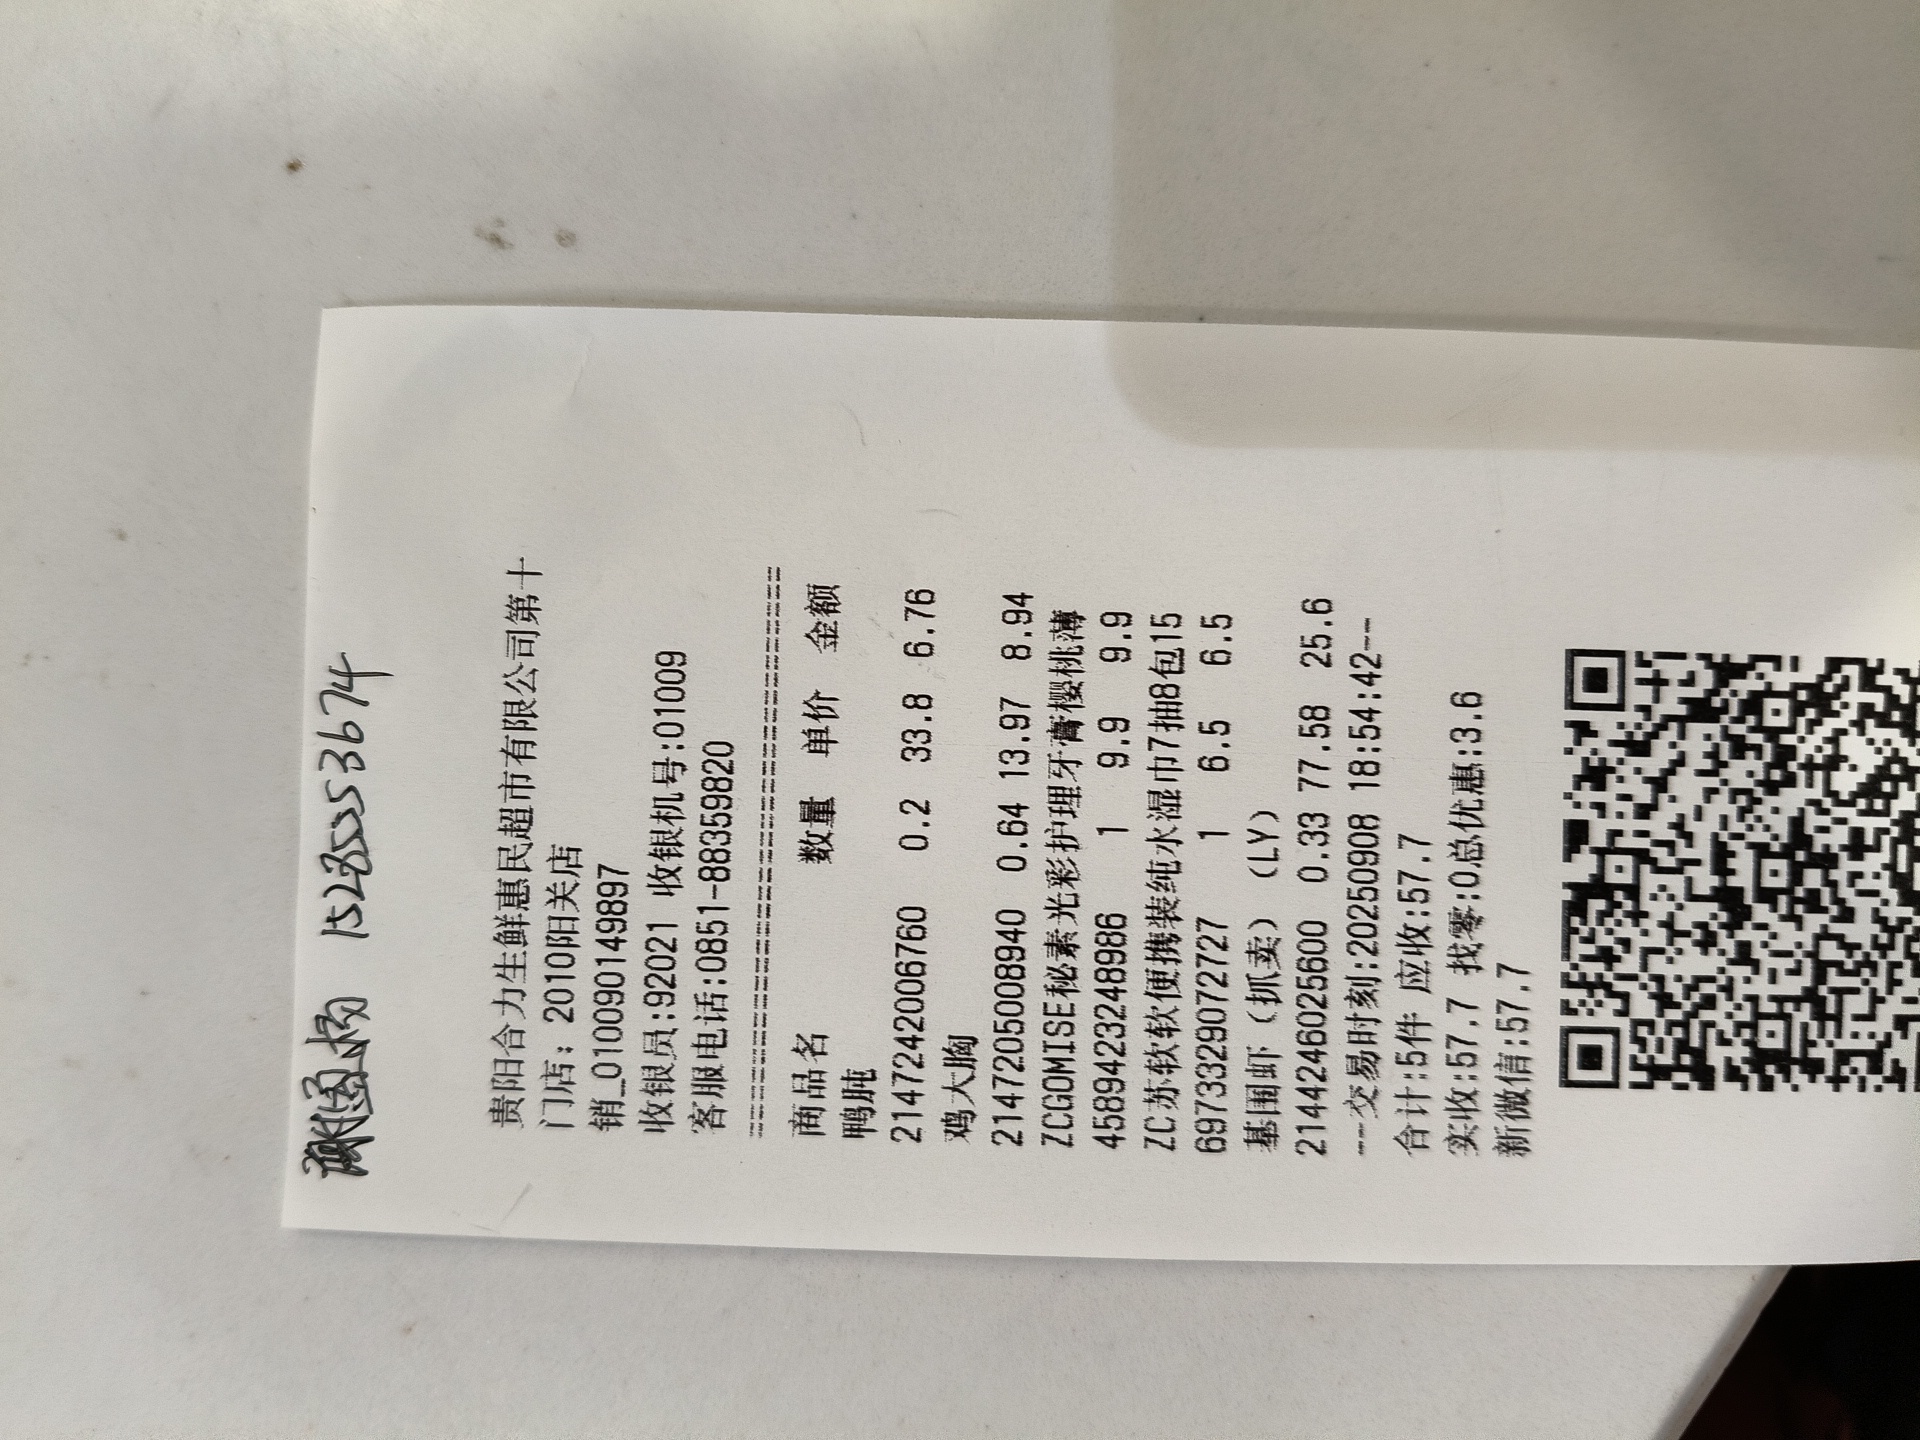 15285553674
贵阳合力生鲜惠民超市有限公司第十
门店: 2010阳关店
销_0100901149897
收银员:92021 收银机号:01009
客服电话:0851-88359820
================================
商品名 数量 单价 金额
鸭肫
2147242006760 0.2 33.8 6.76
鸡大胸
2147205008940 0.64 13.97 8.94
ZCGOMISE秘素光彩护理牙膏樱桃薄
4589423248986 1 9.9 9.9
ZC苏软软便携装纯水湿巾7抽8包15
6973329072727 1 6.5 6.5
基围虾（抓卖）（LY）
2144246025600 0.33 77.58 25.6
---交易时刻:20250908 18:54:42--
合计:5件 应收:57.7
实收:57.7 找零:0总优惠:3.6
新微信:57.7